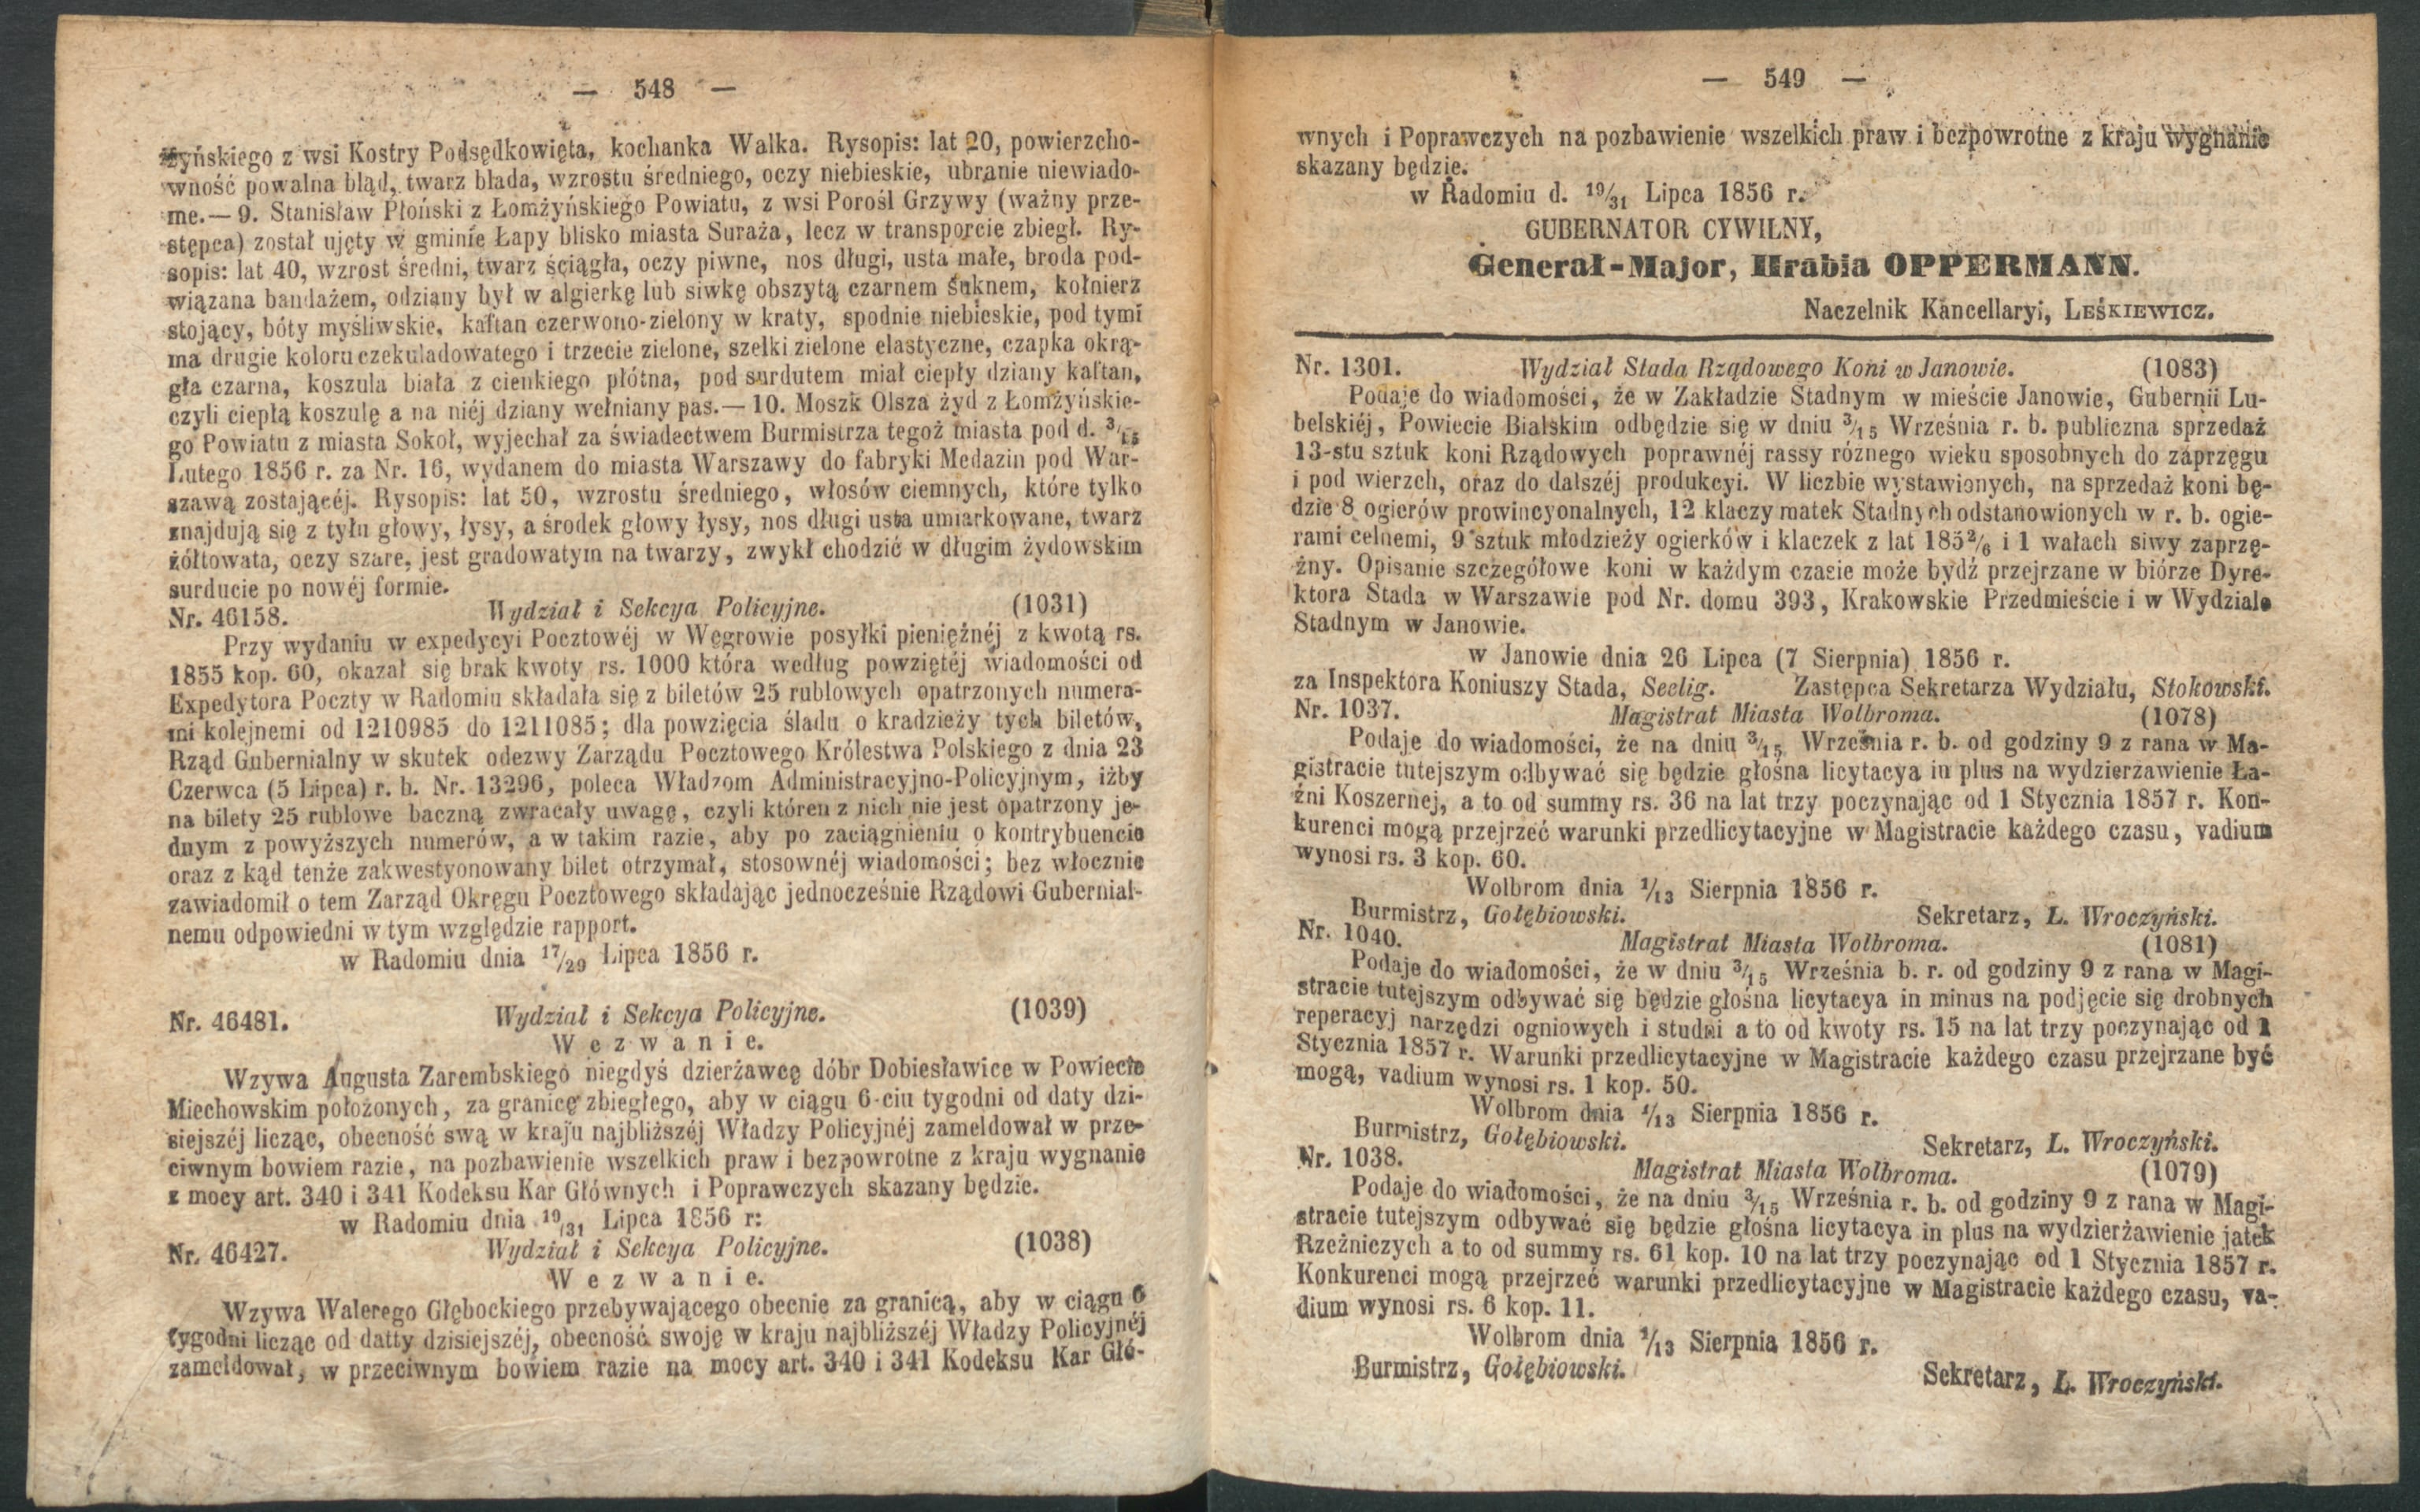 — 548 —
żyńskiego z wsi Kostry Podsędkowięta, kochanka Walka. Rysopis: lat 20, powierzcho-
wność powalna bląd, twarz blada, wzrostu średniego, oczy niebieskie, ubranie niewiado-
me.— 9. Stanisław Płoński z Łomżyńskiego Powiatu, z wsi Porośl Grzywy (ważny prze-
stępca) został ujęty w gminie Łapy blisko miasta Suraża, lecz w transporcie zbiegł. Ry-
sopis: lat 40, wzrost średni, twarz ściągła, oczy piwne, nos długi, usta małe, broda pod-
wiązana bandażem, odziany był w algierkę lub siwkę obszytą czarnem suknem, kołnierz
stojący, bóty myśliwskie, kaftan czerwono-zielony w kraty, spodnie niebieskie, pod tymi
ma drugie koloru czekuladowatego i trzecie zielone, szelki zielone elastyczne, czapka okrą-
gła czarna, koszula biała z cienkiego płótna, pod surdutem miał ciepły dziany kaftan,
czyli ciepłą koszulę a na niéj dziany wełniany pas.— 10. Moszk Olsza żyd z Łomżyńskie-
go Powiatu z miasta Sokoł, wyjechał za świadectwem Burmistrza tegoż miasta pod d. 3/15
Lutego 1856 r. za Nr. 16, wydanem do miasta Warszawy do fabryki Medazin pod War-
szawą zostającéj. Rysopis: lat 50, wzrostu średniego, włosów ciemnych, które tylko
znajdują się z tyłu głowy, łysy, a środek głowy łysy, nos długi usta umiarkowane, twarz
żółtowata, oczy szare, jest gradowatym na twarzy, zwykł chodzić w długim żydowskim
surducie po nowéj formie.
Nr. 46158. Wydział i Sekcya Policyjne. (1031)
Przy wydaniu w expedycyi Pocztowéj w Węgrowie posyłki pieniężnéj z kwotą rs.
1855 kop. 60, okazał się brak kwoty rs. 1000 która według powziętéj wiadomości od
Expedytora Poczty w Radomiu składała się z biletów 25 rublowych opatrzonych numera-
mi kolejnemi od 1210985 do 1211085; dla powzięcia śladu o kradzieży tych biletów,
Rząd Gubernialny w skutek odezwy Zarządu Pocztowego Królestwa Polskiego z dnia 23
Czerwca (5 Lipca) r. b. Nr. 13296, poleca Władzom Administracyjno-Policyjnym, iżby
na bilety 25 rublowe baczną zwracały uwagę, czyli któren z nich nie jest opatrzony je-
dnym z powyższych numerów, a w takim razie, aby po zaciągnieniu o kontrybuencie
oraz z kąd tenże zakwestyonowany bilet otrzymał, stosownéj wiadomości; bez włocznie
zawiadomił o tem Zarząd Okręgu Pocztowego składając jednocześnie Rządowi Gubernial-
nemu odpowiedni w tym względzie rapport.
w Radomiu dnia 17/29 Lipca 1856 r.
Nr. 46481. Wydział i Sekcya Policyjne. (1039)
Wezwanie.
Wzywa Augusta Zarembskiego niegdyś dzierżawcę dóbr Dobiesławice w Powiecie
Miechowskim położonych, za granicę zbiegłego, aby w ciągu 6-ciu tygodni od daty dzi-
siejszéj licząc, obecność swą w kraju najbliższéj Władzy Policyjnéj zameldował w prze-
ciwnym bowiem razie, na pozbawienie wszelkich praw i bezpowrotne z kraju wygnanie
z mocy art. 340 i 341 Kodeksu Kar Głównych i Poprawczych skazany będzie.
w Radomiu dnia 19/31 Lipca 1856 r:
Nr. 46427. Wydział i Sekcya Policyjne. (1038)
Wezwanie.
Wzywa Walerego Głębockiego przebywającego obecnie za granicą, aby w ciągu 6
tygodni licząc od datty dzisiejszéj, obecność swoję w kraju najbliższéj Władzy Policyjnéj
zameldował, w przeciwnym bowiem razie na mocy art. 340 i 341 Kodeksu Kar Głó-
— 549 —
wnych i Poprawczych na pozbawienie wszelkich praw i bezpowrotne z kraju wygnanie
skazany będzie.
w Radomiu d. 19/31 Lipca 1856 r.
GUBERNATOR CYWILNY,
Generał-Major, Hrabia OPPERMANN.
Naczelnik Kancellaryi, LEŚKIEWICZ.
Nr. 1301. Wydział Stada Rządowego Koni w Janowie. (1083)
Podaje do wiadomości, że w Zakładzie Stadnym w mieście Janowie, Gubernii Lu-
belskiéj, Powiecie Bialskim odbędzie się w dniu 3/15 Września r. b. publiczna sprzedaż
13-stu sztuk koni Rządowych poprawnéj rassy różnego wieku sposobnych do zaprzęgu
i pod wierzch, oraz do dalszéj produkcyi. W liczbie wystawionych, na sprzedaż koni bę-
dzie 8 ogierów prowincyonalnych, 12 klaczy matek Stadnych odstanowionych w r. b. ogie-
rami celnemi, 9 sztuk młodzieży ogierków i klaczek z lat 185 2/6 i 1 wałach siwy zaprzę-
żny. Opisanie szczegółowe koni w każdym czasie może bydź przejrzane w biórze Dyre-
ktora Stada w Warszawie pod Nr. domu 393, Krakowskie Przedmieście i w Wydziale
Stadnym w Janowie.
w Janowie dnia 26 Lipca (7 Sierpnia) 1856 r.
za Inspektora Koniuszy Stada, Seelig. Zastępca Sekretarza Wydziału, Stokowski.
Nr. 1037. Magistrat Miasta Wolbroma. (1078)
Podaje do wiadomości, że na dniu 3/15 Września r. b. od godziny 9 z rana w Ma-
gistracie tutejszym odbywać się będzie głośna licytacya in plus na wydzierzawienie Ła-
źni Koszernej, a to od summy rs. 36 na lat trzy poczynając od 1 Stycznia 1857 r. Kon-
kurenci mogą przejrzeć warunki przedlicytacyjne w Magistracie każdego czasu, vadium
wynosi rs. 3 kop. 60.
Wolbrom dnia 1/13 Sierpnia 1856 r.
Burmistrz, Gołębiowski. Sekretarz, L. Wroczyński.
Nr. 1040. Magistrat Miasta Wolbroma. (1081)
Podaje do wiadomości, że w dniu 3/15 Września b. r. od godziny 9 z rana w Magi-
stracie tutejszym odbywać się będzie głośna licytacya in minus na podjęcie się drobnych
reperacyj narzędzi ogniowych i studni a to od kwoty rs. 15 na lat trzy poczynając od 1
Stycznia 1857 r. Warunki przedlicytacyjne w Magistracie każdego czasu przejrzane być
mogą, vadium wynosi rs. 1 kop. 50.
Wolbrom dnia 1/13 Sierpnia 1856 r.
Burmistrz, Gołębiowski. Sekretarz, L. Wroczyński.
Nr. 1038. Magistrat Miasta Wolbroma. (1079)
Podaje do wiadomości, że na dniu 3/15 Września r. b. od godziny 9 z rana w Magi-
stracie tutejszym odbywać się będzie głośna licytacya in plus na wydzierżawienie jatek
Rzeźniczych a to od summy rs. 61 kop. 10 na lat trzy poczynając od 1 Stycznia 1857 r.
Konkurenci mogą przejrzeć warunki przedlicytacyjne w Magistracie każdego czasu, va-
dium wynosi rs. 6 kop. 11.
Wolbrom dnia 1/13 Sierpnia 1856 r.
Burmistrz, Gołębiowski. Sekretarz, L. Wroczyński.